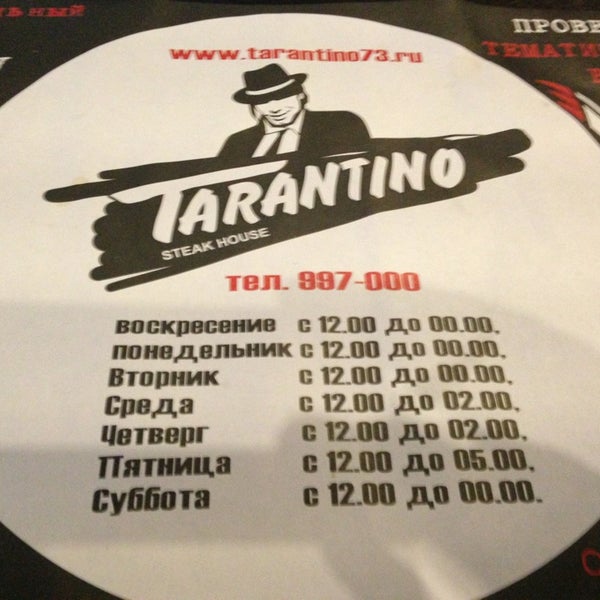 www.tarantino73.ru
TARANTINO
STEAK HOUSE
тел. 997-000
воскресение с 12.00 до 00.00.
понедельник с 12.00 до 00.00.
Вторник с 12.00 до 00.00.
Среда с 12.00 до 02.00.
Четверг с 12.00 до 02.00.
Пятница с 12.00 до 05.00.
Суббота с 12.00 до 00.00.